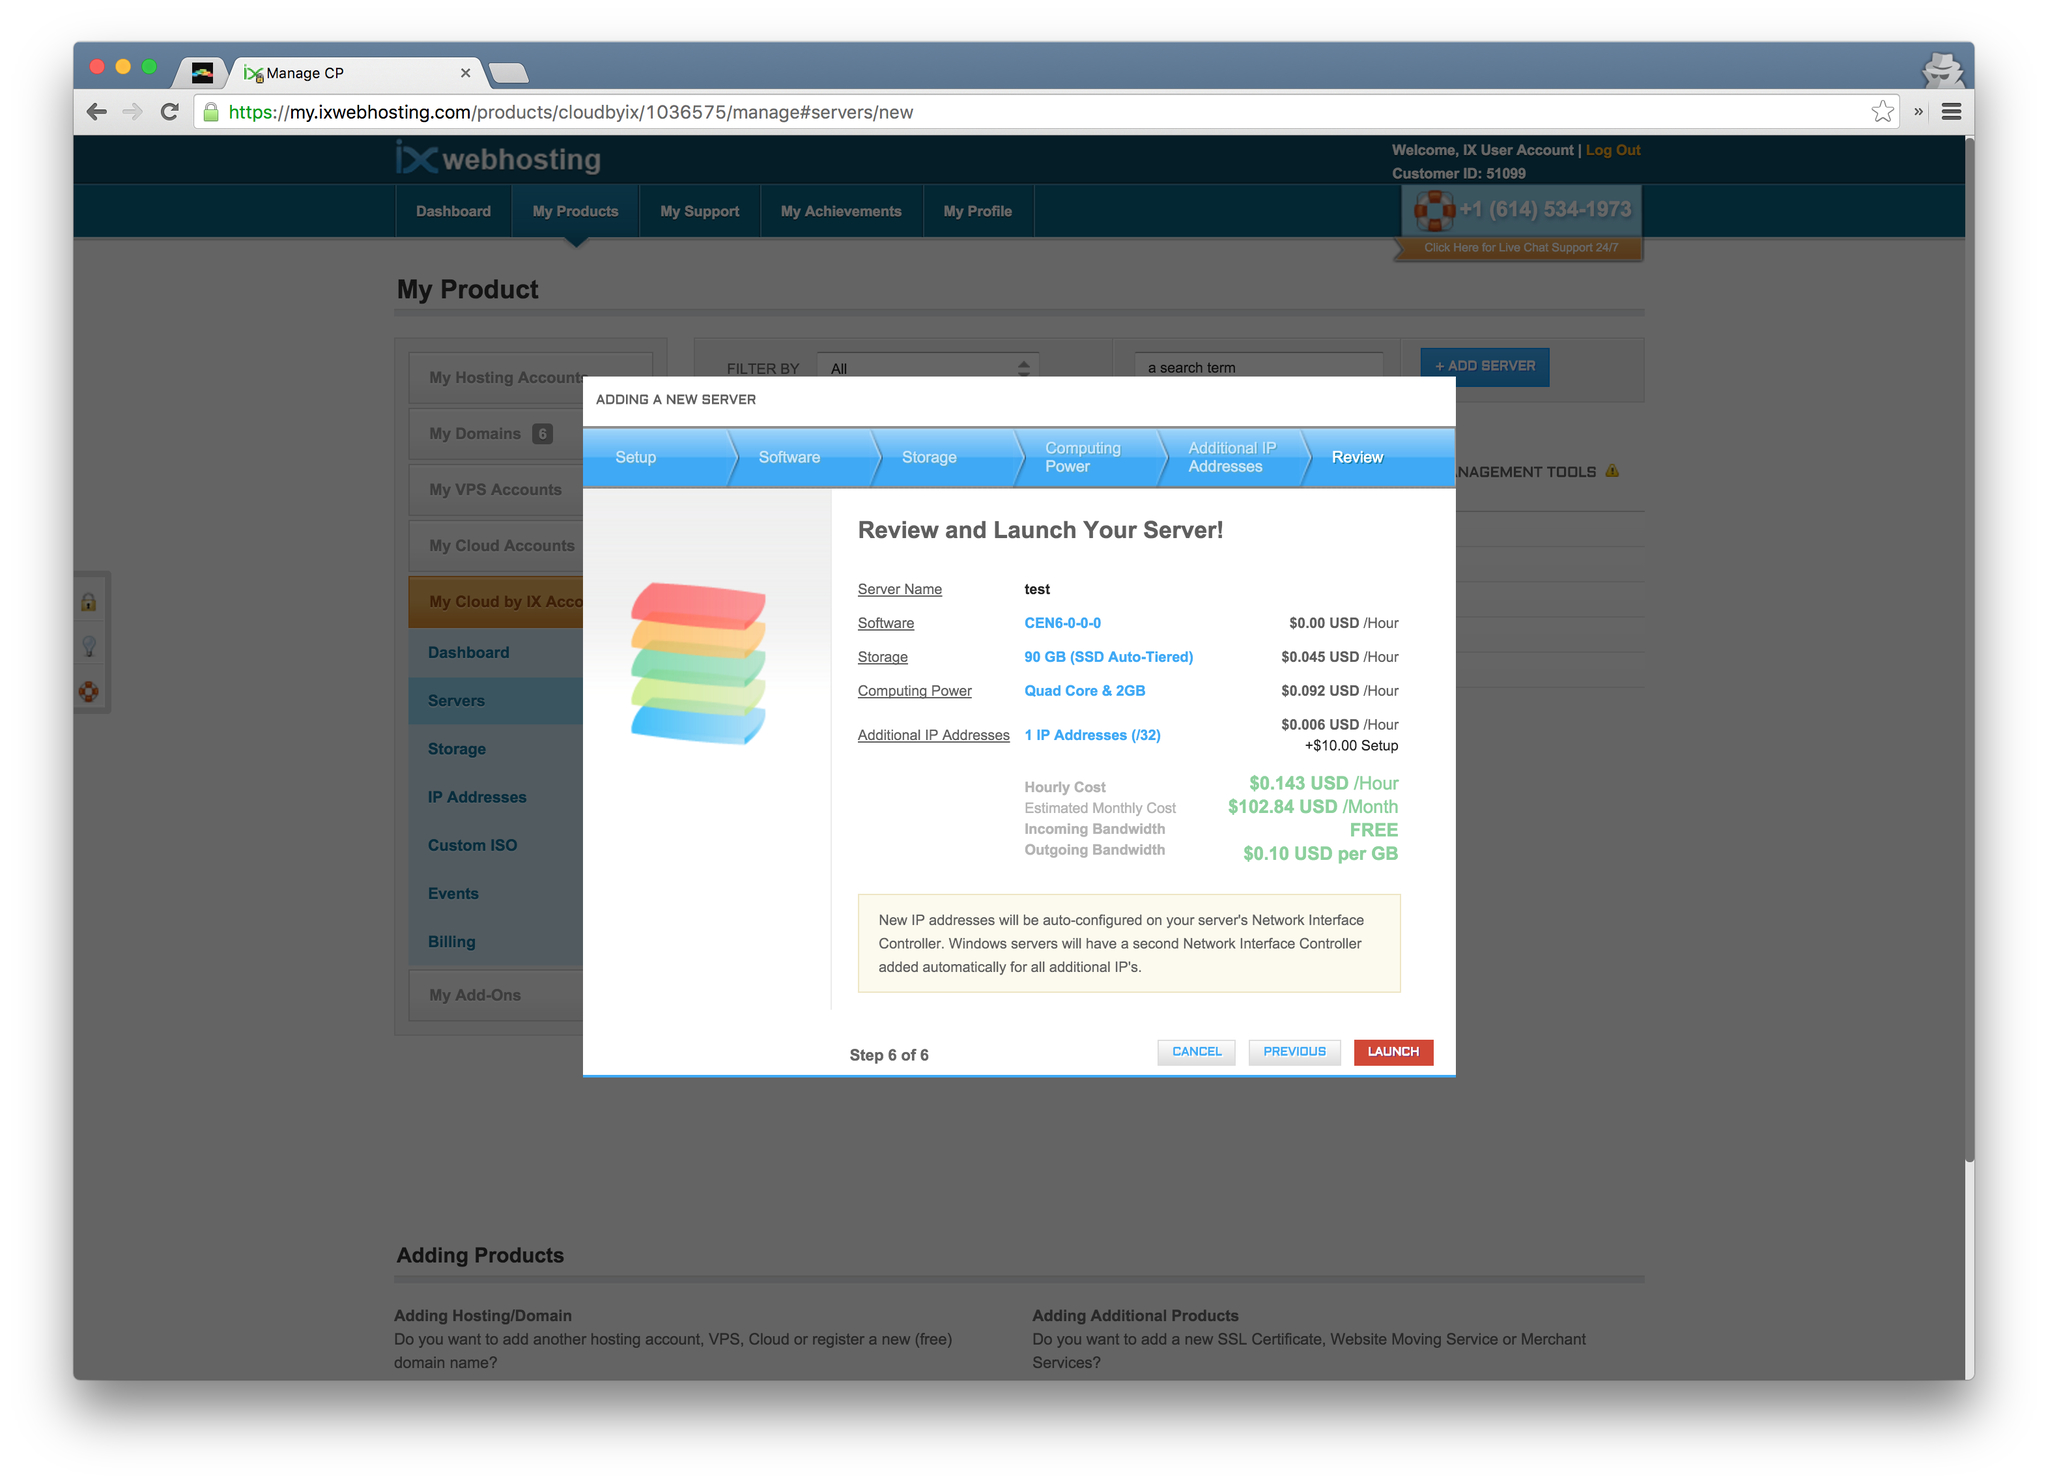 Manage CP
https://my.ixwebhosting.com/products/cloudbyix/1036575/manage#servers/new
ix webhosting
Welcome, IX User Account | Log Out
Customer ID: 51099
Dashboard
My Products
My Support
My Achievements
My Profile
+1 (614) 534-1973
Click Here for Live Chat Support 24/7
My Product
My Hosting Accounts
My Domains 6
My VPS Accounts
My Cloud Accounts
My Cloud by IX Acco
Dashboard
Servers
Storage
IP Addresses
Custom ISO
Events
Billing
My Add-Ons
FILTER BY
All
a search term
+ ADD SERVER
NAGEMENT TOOLS
ADDING A NEW SERVER
Setup
Software
Storage
Computing
Power
Additional IP
Addresses
Review
Review and Launch Your Server!
Server Name test
Software CEN6-0-0-0 $0.00 USD /Hour
Storage 90 GB (SSD Auto-Tiered) $0.045 USD /Hour
Computing Power Quad Core & 2GB $0.092 USD /Hour
Additional IP Addresses 1 IP Addresses (/32) $0.006 USD /Hour
+$10.00 Setup
Hourly Cost $0.143 USD /Hour
Estimated Monthly Cost $102.84 USD /Month
Incoming Bandwidth FREE
Outgoing Bandwidth $0.10 USD per GB
New IP addresses will be auto-configured on your server's Network Interface
Controller. Windows servers will have a second Network Interface Controller
added automatically for all additional IP's.
Step 6 of 6
CANCEL
PREVIOUS
LAUNCH
Adding Products
Adding Hosting/Domain
Do you want to add another hosting account, VPS, Cloud or register a new (free)
domain name?
Adding Additional Products
Do you want to add a new SSL Certificate, Website Moving Service or Merchant
Services?